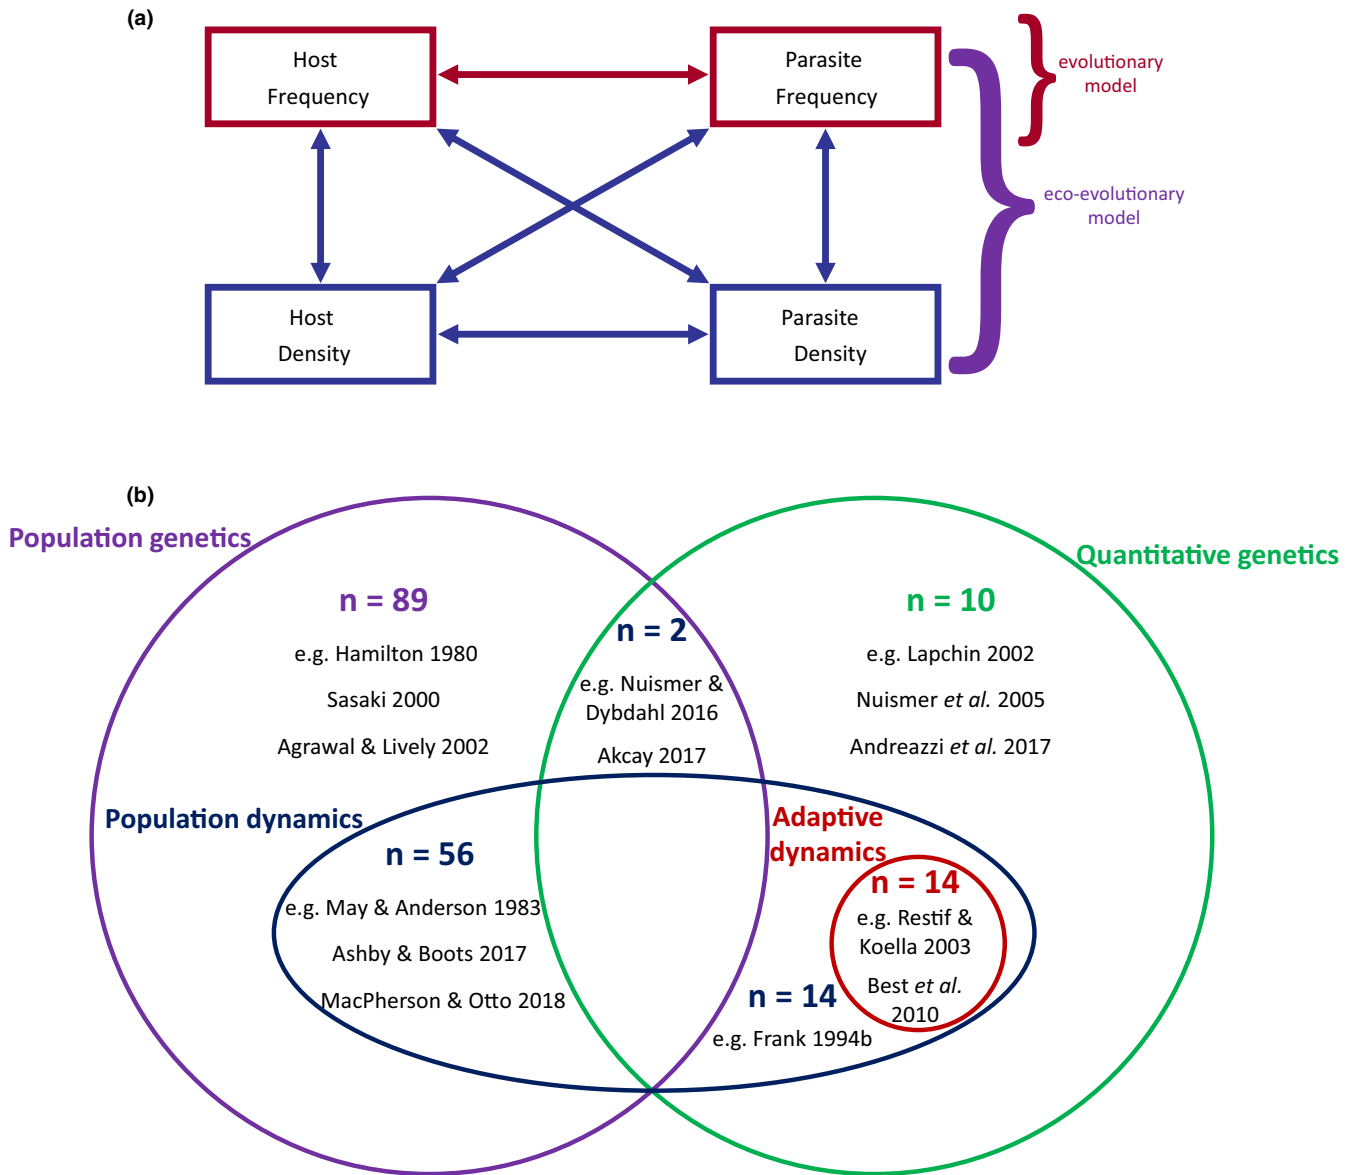 (a)
Host
Frequency
Parasite
Frequency
evolutionary
model
eco-evolutionary
model
Host
Density
Parasite
Density
(b)
Population genetics
Quantitative genetics
n = 89
e.g. Hamilton 1980
Sasaki 2000
Agrawal & Lively 2002
n = 2
e.g. Nuismer &
Dybdahl 2016
Akcay 2017
n = 10
e.g. Lapchin 2002
Nuismer et al. 2005
Andreazzi et al. 2017
Population dynamics
n = 56
e.g. May & Anderson 1983
Ashby & Boots 2017
MacPherson & Otto 2018
Adaptive
dynamics
n = 14
e.g. Restif &
Koella 2003
Best et al.
2010
n = 14
e.g. Frank 1994b